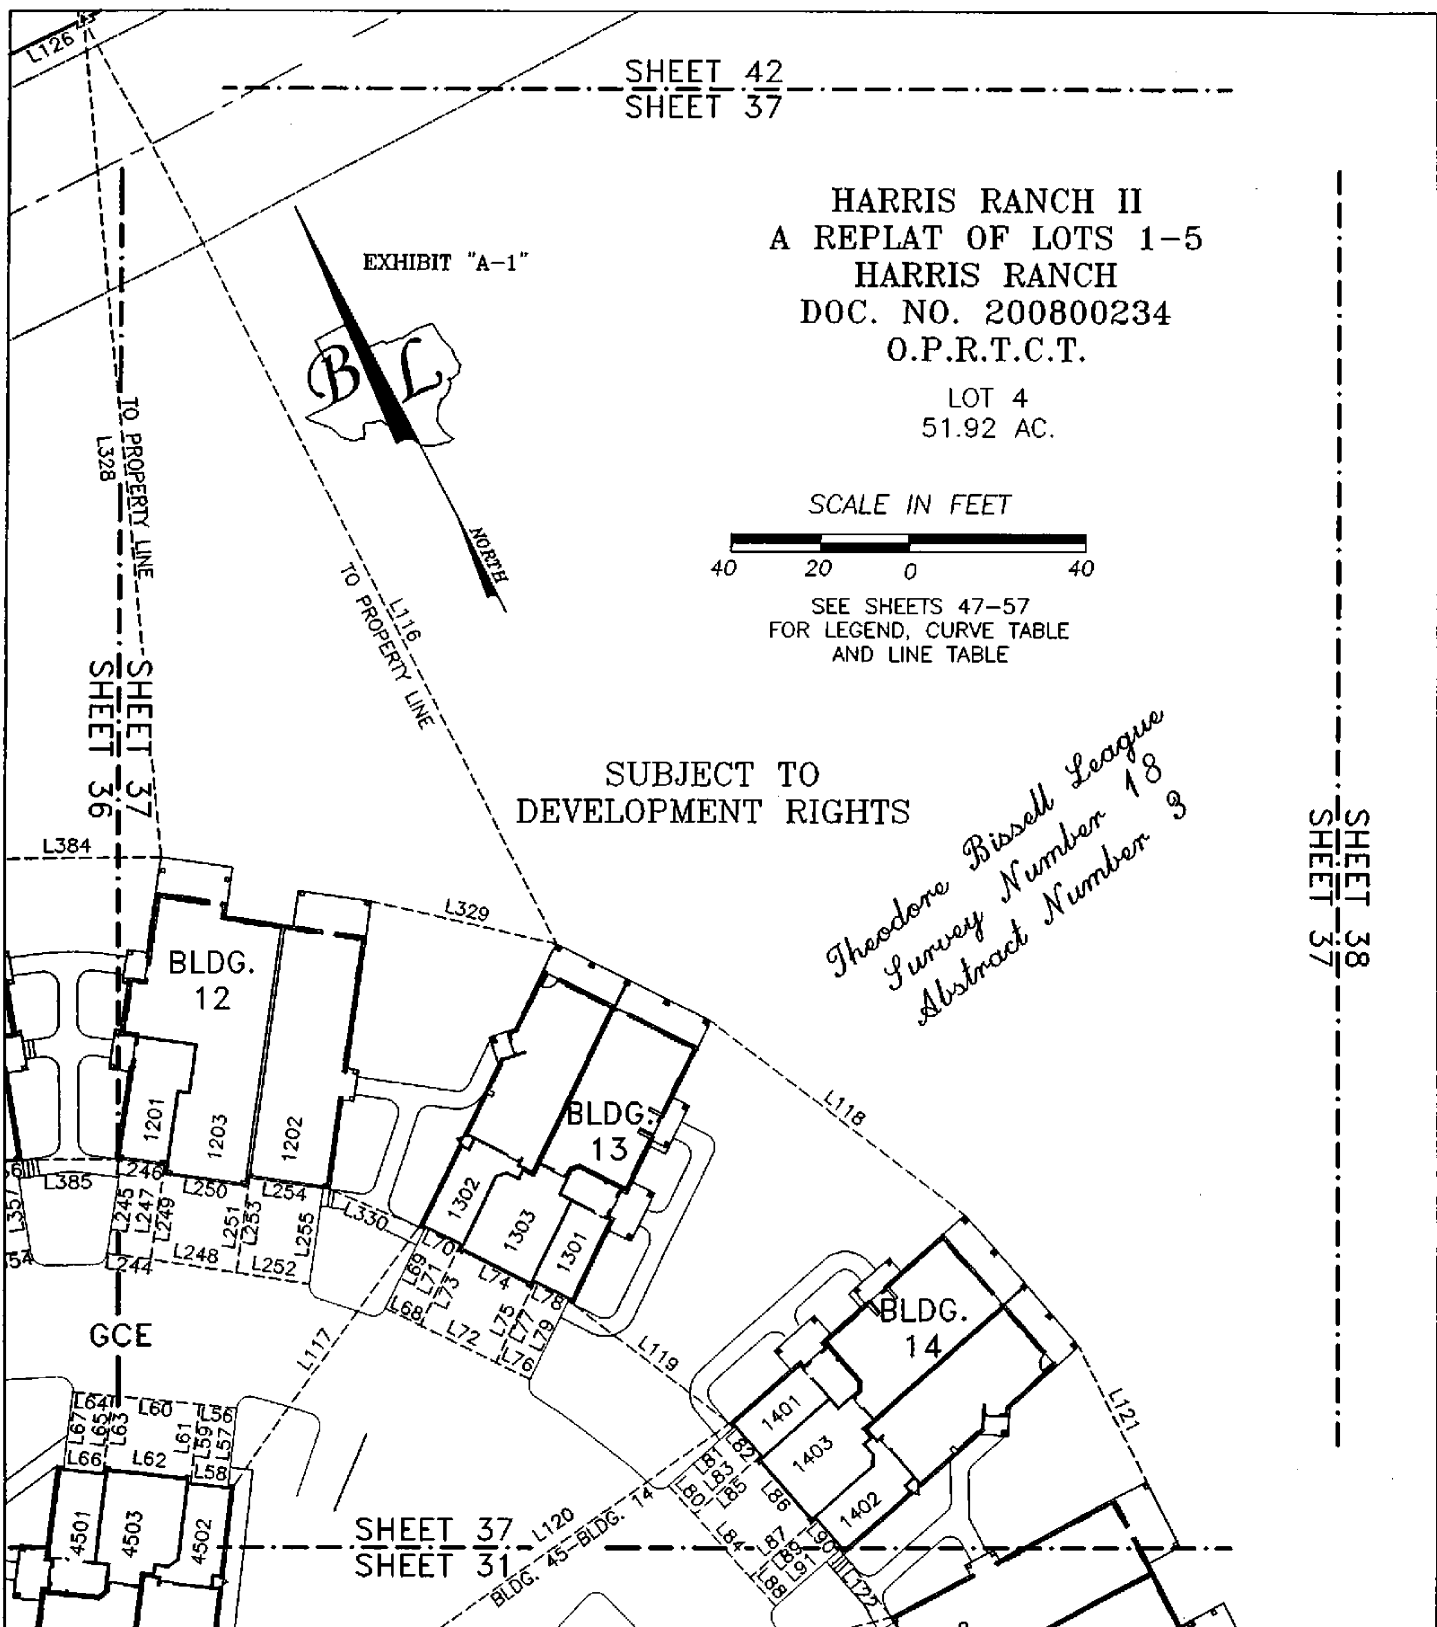 L126
SHEET 42
SHEET 37
HARRIS RANCH II
A REPLAT OF LOTS 1-5
HARRIS RANCH
DOC. NO. 200800234
O.P.R.T.C.T.
LOT 4
51.92 AC.
EXHIBIT "A-1"
B L
NORTH
SCALE IN FEET
40 20 0 40
SEE SHEETS 47-57
FOR LEGEND, CURVE TABLE
AND LINE TABLE
TO PROPERTY LINE
L328
L116
TO PROPERTY LINE
SHEET 37
SHEET 36
SUBJECT TO
DEVELOPMENT RIGHTS
Theodore Bissell League
Survey Number 18
Abstract Number 3
SHEET 38
SHEET 37
L384
L329
BLDG.
12
1201
1203
1202
L385
L357
246
L250
L254
L245
L247
L249
L251
L253
L255
L244
L248
L252
L330
BLDG.
13
1302
1303
1301
L118
L70
L74
L78
L69
L71
L73
L75
L77
L79
L68
L72
L76
L117
L119
GCE
BLDG.
14
1401
1403
1402
L121
L82
L81
L83
L85
L80
L86
L84
L87
L89
L90
L91
L88
L122
L64
L60
L56
L67
L65
L63
L61
L59
L57
L66
L62
L58
4501
4503
4502
L120
BLDG. 45-BLDG. 14
SHEET 37
SHEET 31